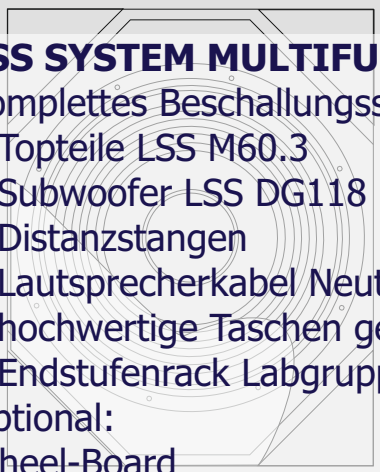 SS SYSTEM MULTIFU
omplettes Beschallungss
Topteile LSS M60.3
Subwoofer LSS DG118
Distanzstangen
Lautsprecherkabel Neut
hochwertige Taschen ge
Endstufenrack Labgrupp
ptional:
heel-Board